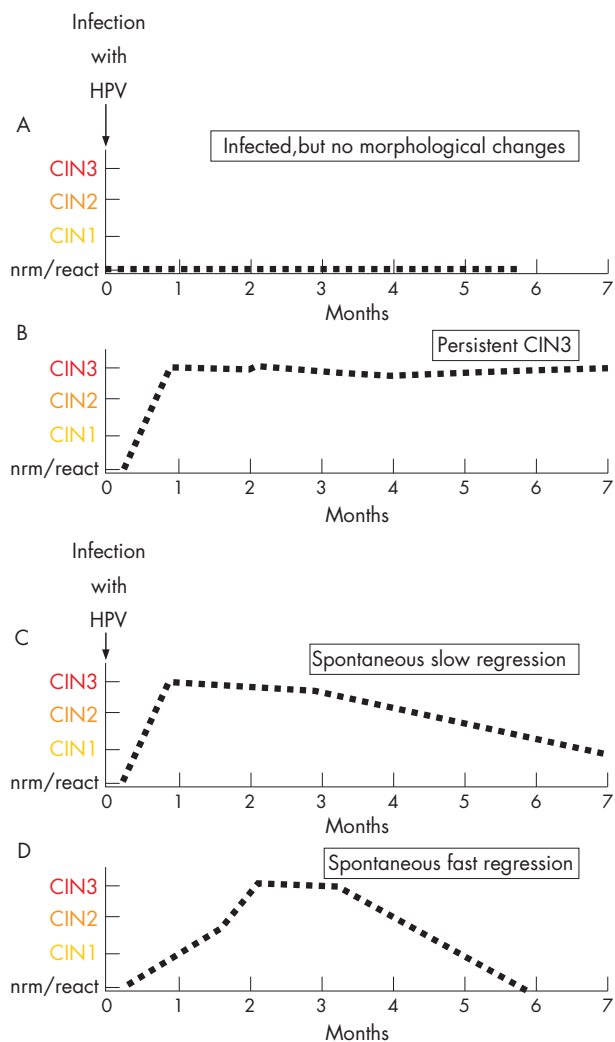 Infection
with
HPV
A
Infected,but no morphological changes
CIN3
CIN2
CIN1
nrm/react
0 1 2 3 4 5 6 7
Months
B
Persistent CIN3
CIN3
CIN2
CIN1
nrm/react
0 1 2 3 4 5 6 7
Months
Infection
with
HPV
C
Spontaneous slow regression
CIN3
CIN2
CIN1
nrm/react
0 1 2 3 4 5 6 7
Months
D
Spontaneous fast regression
CIN3
CIN2
CIN1
nrm/react
0 1 2 3 4 5 6 7
Months